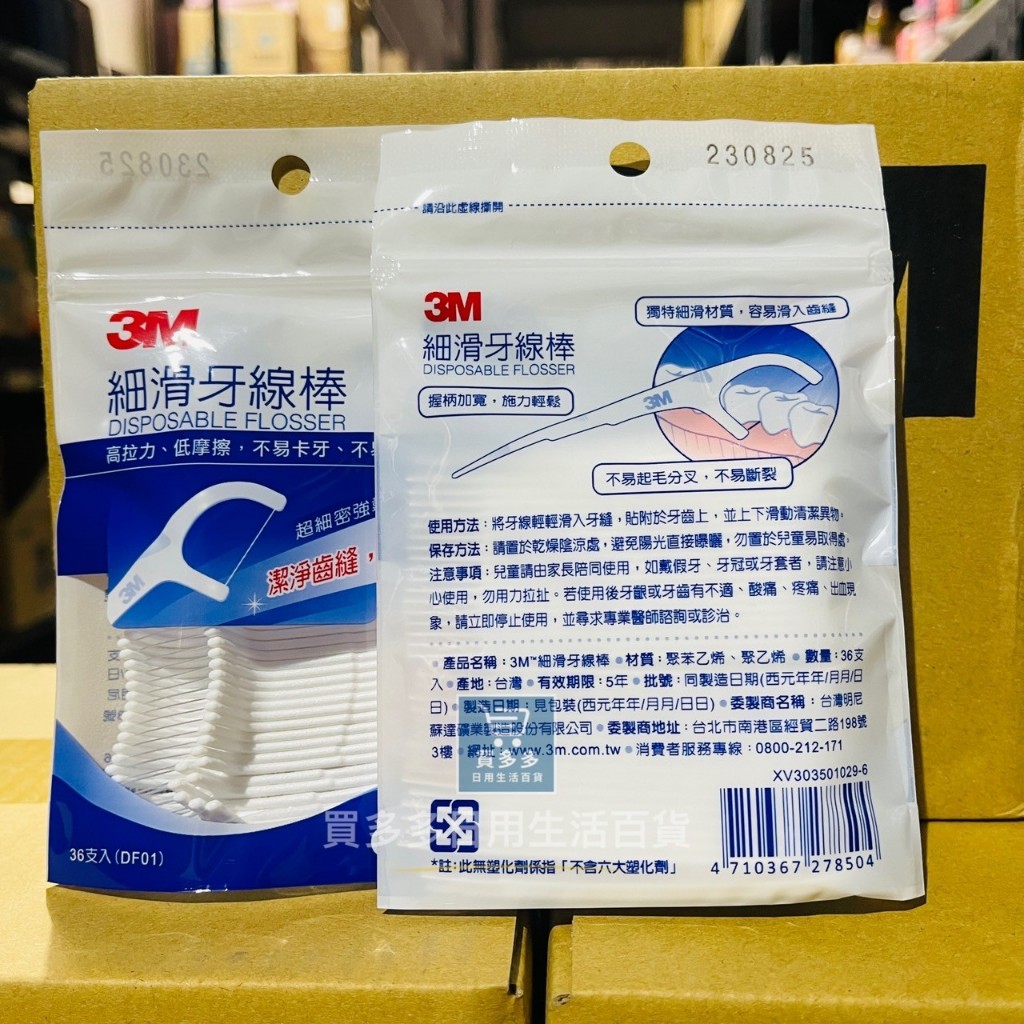 230825
3M
細滑牙線棒
DISPOSABLE FLOSSER
高拉力、低摩擦，不易卡牙、不
超細密強
潔淨齒縫，
3M
36支入(DF01)
230825
請沿此虛線撕開
3M
細滑牙線棒
DISPOSABLE FLOSSER
握柄加寬，施力輕鬆
獨特細滑材質，容易滑入齒縫
3M
不易起毛分叉，不易斷裂
使用方法：將牙線輕輕滑入牙縫，貼附於牙齒上，並上下滑動清潔異物。
保存方法：請置於乾燥陰涼處，避免陽光直接曝曬，勿置於兒童易取得處。
注意事項：兒童請由家長陪同使用，如戴假牙、牙冠或牙套者，請注意小
心使用，勿用力拉扯。若使用後牙齦或牙齒有不適、酸痛、疼痛、出血現
象，請立即停止使用，並尋求專業醫師諮詢或診治。
產品名稱：3M™細滑牙線棒●材質：聚苯乙烯、聚乙烯●數量：36支
入●產地：台灣●有效期限：5年●批號：同製造日期(西元年年/月月/日
日)●製造日期：見包裝(西元年年/月月/日日)●委製商名稱：台灣明尼
蘇達礦業製造股份有限公司●委製商地址：台北市南港區經貿二路198號
3樓●網址：www.3m.com.tw●消費者服務專線：0800-212-171
XV303501029-6
買多多
日用生活百貨
買多多日用生活百貨
*註：此無塑化劑係指「不含六大塑化劑」
4 710367 278504